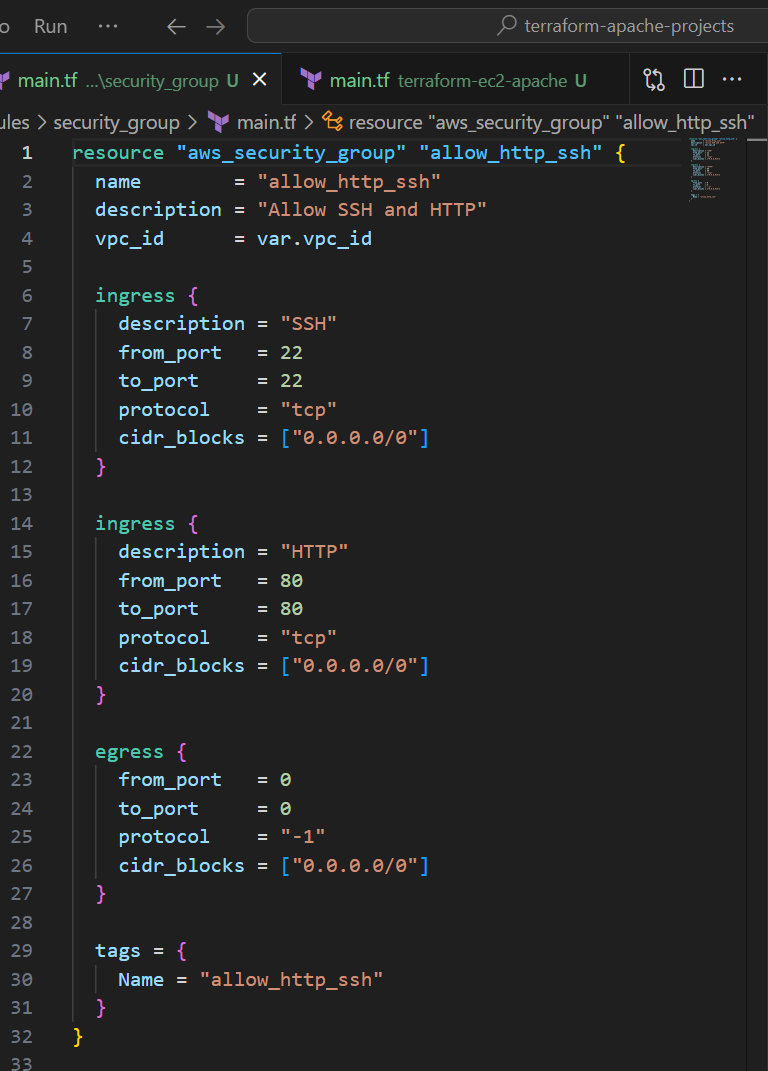 Run ... terraform-apache-projects
main.tf ...\security_group U main.tf terraform-ec2-apache U ...
ules > security_group > main.tf > resource "aws_security_group" "allow_http_ssh"
1 resource "aws_security_group" "allow_http_ssh" {
2   name        = "allow_http_ssh"
3   description = "Allow SSH and HTTP"
4   vpc_id      = var.vpc_id
5
6   ingress {
7     description = "SSH"
8     from_port   = 22
9     to_port     = 22
10     protocol    = "tcp"
11     cidr_blocks = ["0.0.0.0/0"]
12   }
13
14   ingress {
15     description = "HTTP"
16     from_port   = 80
17     to_port     = 80
18     protocol    = "tcp"
19     cidr_blocks = ["0.0.0.0/0"]
20   }
21
22   egress {
23     from_port   = 0
24     to_port     = 0
25     protocol    = "-1"
26     cidr_blocks = ["0.0.0.0/0"]
27   }
28
29   tags = {
30     Name = "allow_http_ssh"
31   }
32 }
33